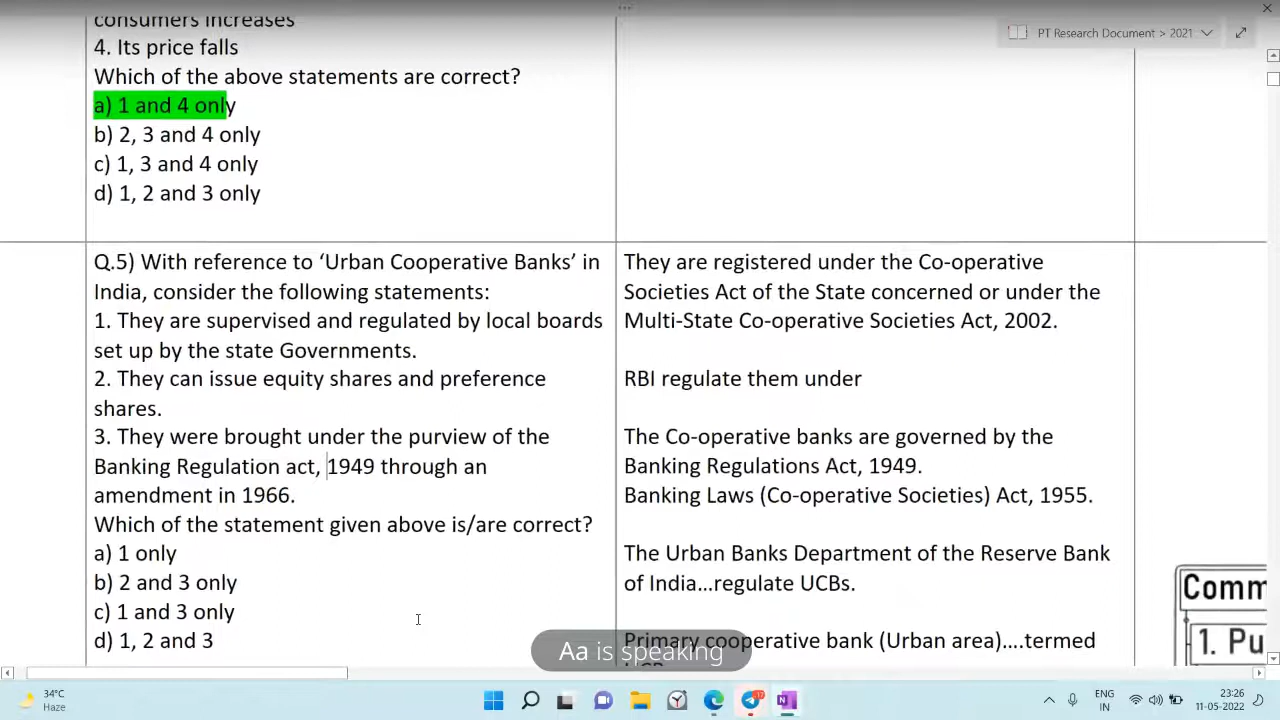 PT Research Document > 2021
consumers increases
4. Its price falls
Which of the above statements are correct?
a) 1 and 4 only
b) 2, 3 and 4 only
c) 1, 3 and 4 only
d) 1, 2 and 3 only
Q.5) With reference to ‘Urban Cooperative Banks’ in
India, consider the following statements:
1. They are supervised and regulated by local boards
set up by the state Governments.
2. They can issue equity shares and preference
shares.
3. They were brought under the purview of the
Banking Regulation act, 1949 through an
amendment in 1966.
Which of the statement given above is/are correct?
a) 1 only
b) 2 and 3 only
c) 1 and 3 only
d) 1, 2 and 3
They are registered under the Co-operative
Societies Act of the State concerned or under the
Multi-State Co-operative Societies Act, 2002.
RBI regulate them under
The Co-operative banks are governed by the
Banking Regulations Act, 1949.
Banking Laws (Co-operative Societies) Act, 1955.
The Urban Banks Department of the Reserve Bank
of India...regulate UCBs.
Primary cooperative bank (Urban area)....termed
Comm
1. Pu
Aa is speaking
34°C
Haze
ENG
IN
23:26
11-05-2022